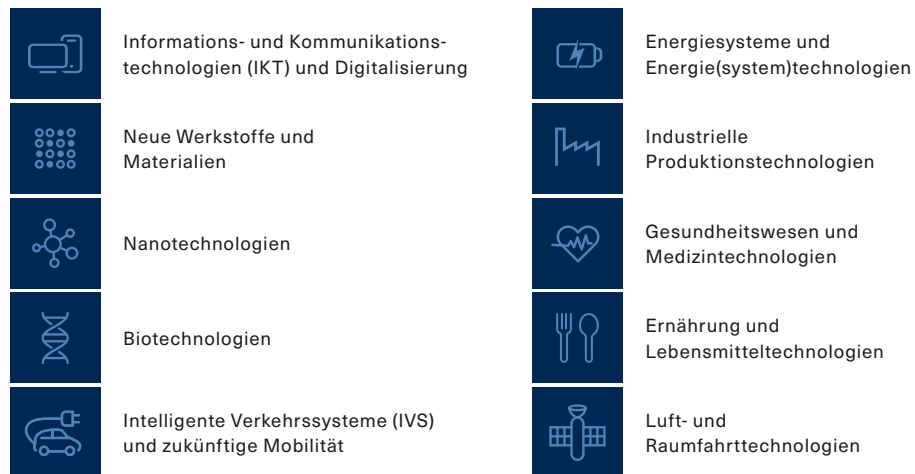 Informations- und Kommunikations-
technologien (IKT) und Digitalisierung
Neue Werkstoffe und
Materialien
Nanotechnologien
Biotechnologien
Intelligente Verkehrssysteme (IVS)
und zukünftige Mobilität
Energiesysteme und
Energie(system)technologien
Industrielle
Produktionstechnologien
Gesundheitswesen und
Medizintechnologien
Ernährung und
Lebensmitteltechnologien
Luft- und
Raumfahrttechnologien